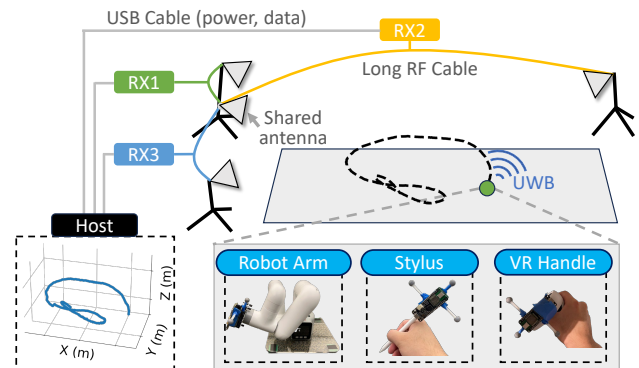 USB Cable (power, data)
RX2
RX1
Long RF Cable
Shared
antenna
RX3
UWB
Host
Robot Arm
Stylus
VR Handle
Z (m)
Y (m)
X (m)